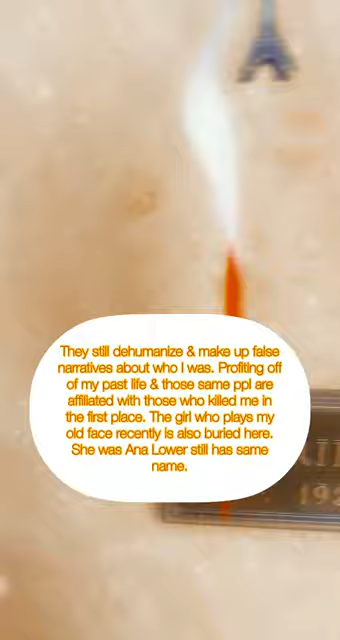 They still dehumanize & make up false
narratives about who I was. Profiting off
of my past life & those same ppl are
affiliated with those who killed me in
the first place. The girl who plays my
old face recently is also buried here.
She was Ana Lower still has same
name.